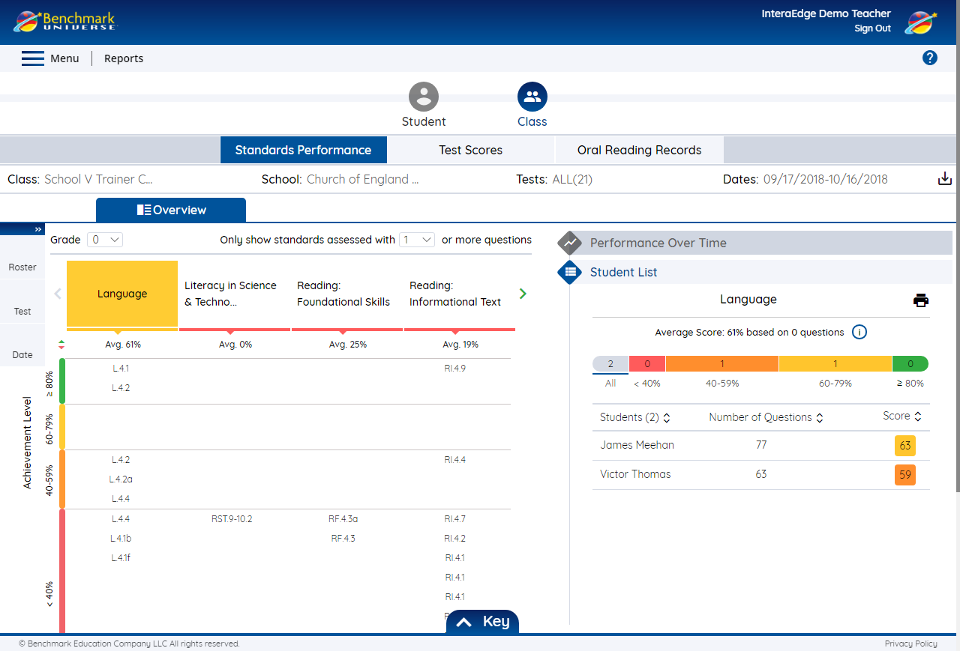 Benchmark
UNIVERSE
InteraEdge Demo Teacher
Sign Out
Menu
Reports
?
Student
Class
Standards Performance
Test Scores
Oral Reading Records
Class: School V Trainer C...
School: Church of England ...
Tests: ALL(21)
Dates: 09/17/2018-10/16/2018
Overview
»
Roster
Test
Date
Grade 0
Only show standards assessed with 1 or more questions
Language
Literacy in Science
& Techno...
Reading:
Foundational Skills
Reading:
Informational Text
Avg. 61%
Avg. 0%
Avg. 25%
Avg. 19%
Achievement Level
≥ 80%
L.4.1
RI.4.9
L.4.2
60-79%
40-59%
L.4.2
RI.4.4
L.4.2a
L.4.4
< 40%
L.4.4
RST.9-10.2
RF.4.3a
RI.4.7
L.4.1b
RF.4.3
RI.4.2
L.4.1f
RI.4.1
RI.4.1
RI.4.1
Key
Performance Over Time
Student List
Language
Average Score: 61% based on 0 questions i
2 0 1 1 0
All < 40% 40-59% 60-79% ≥ 80%
Students (2) Number of Questions Score
James Meehan 77 63
Victor Thomas 63 59
© Benchmark Education Company LLC All rights reserved.
Privacy Policy